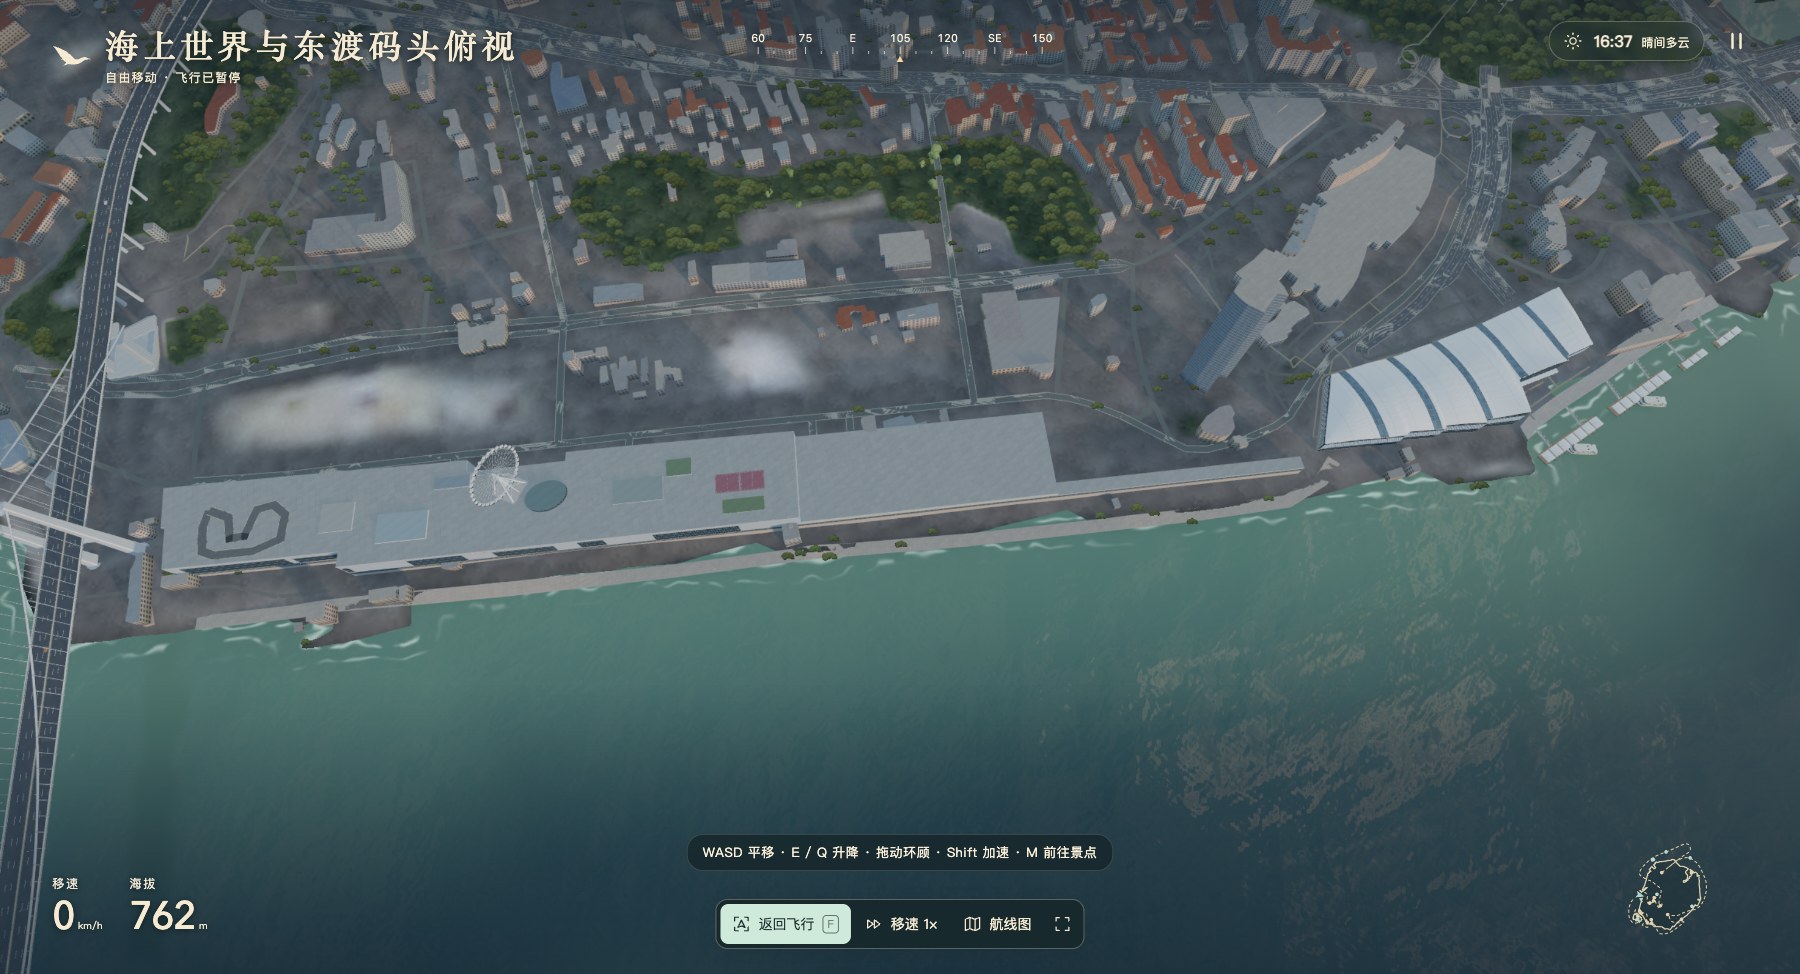 海上世界与东渡码头俯视
自由移动 · 飞行已暂停
60 75 E 105 120 SE 150
16:37 晴间多云
WASD 平移 · E / Q 升降 · 拖动环顾 · Shift 加速 · M 前往景点
移速 海拔
0 km/h 762 m
A 返回飞行 F 移速 1x 航线图